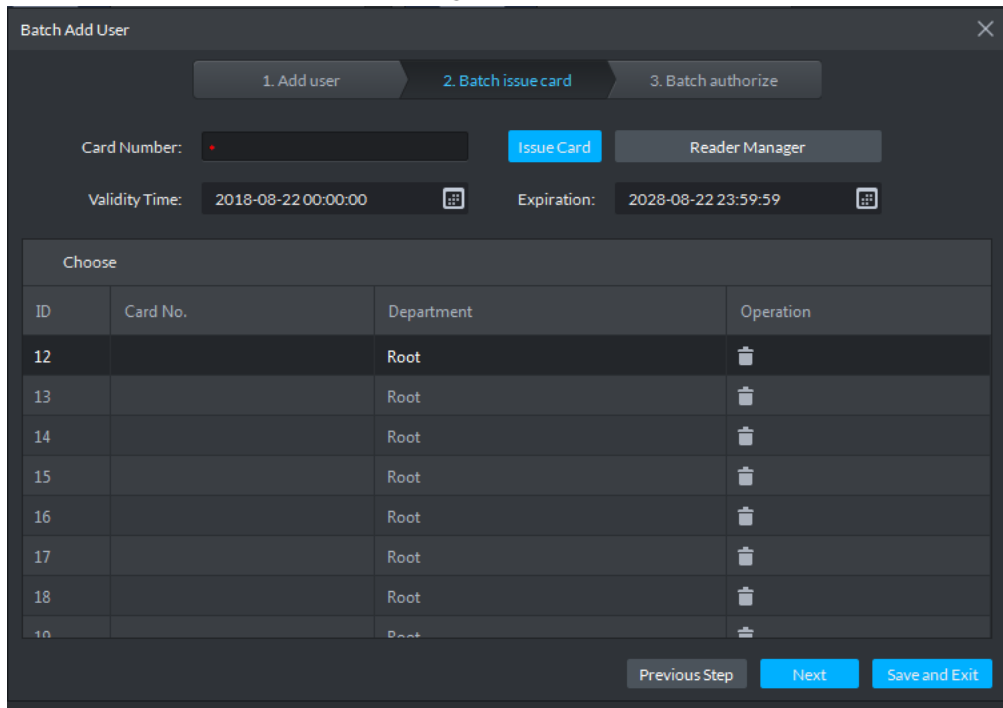 Batch Add User
1. Add user 2. Batch issue card 3. Batch authorize
Card Number: Issue Card Reader Manager
Validity Time: 2018-08-22 00:00:00 Expiration: 2028-08-22 23:59:59
Choose
ID Card No. Department Operation
12 Root
13 Root
14 Root
15 Root
16 Root
17 Root
18 Root
19 Root
Previous Step Next Save and Exit